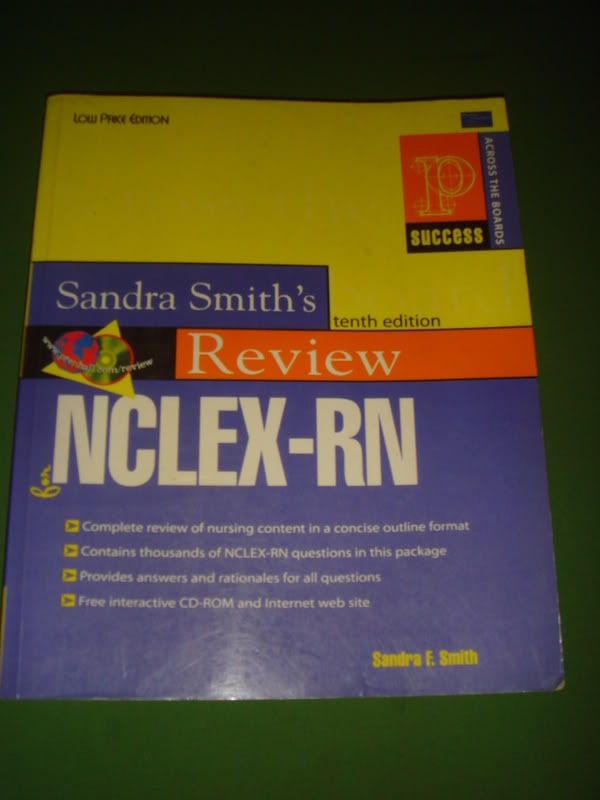 LOW PRICE EDITION
P
success
ACROSS THE BOARDS
Sandra Smith's
tenth edition
Review
for
NCLEX-RN
Complete review of nursing content in a concise outline format
Contains thousands of NCLEX-RN questions in this package
Provides answers and rationales for all questions
Free interactive CD-ROM and Internet web site
Sandra F. Smith